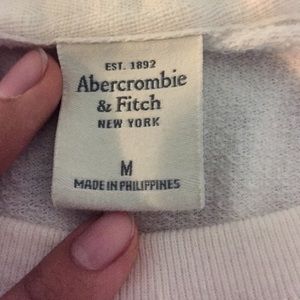 EST. 1892
Abercrombie
& Fitch
NEW YORK
M
MADE IN PHILIPPINES